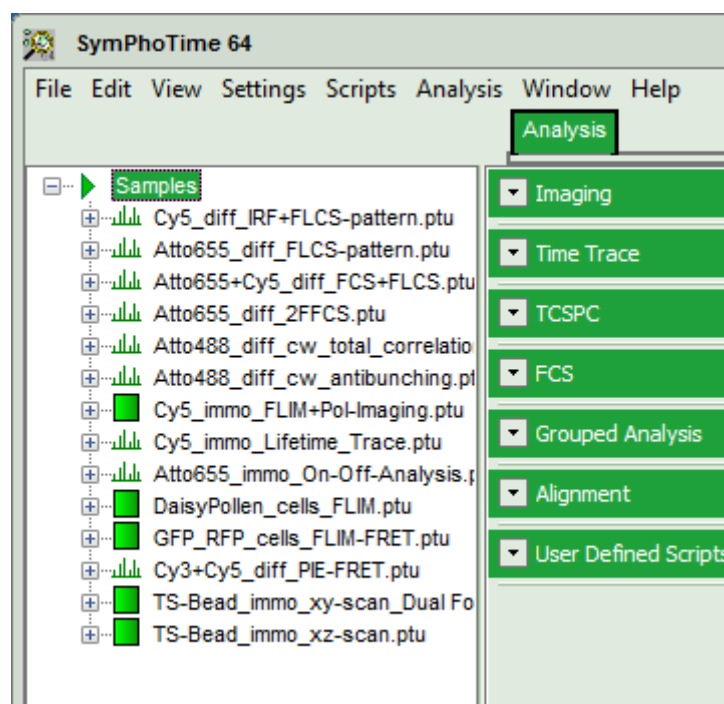 SymPhoTime 64
File Edit View Settings Scripts Analysis Window Help
Analysis
Samples
Cy5_diff_IRF+FLCS-pattern.ptu
Atto655_diff_FLCS-pattern.ptu
Atto655+Cy5_diff_FCS+FLCS.ptu
Atto655_diff_2FFCS.ptu
Atto488_diff_cw_total_correlatio
Atto488_diff_cw_antibunching.pt
Cy5_immo_FLIM+Pol-Imaging.ptu
Cy5_immo_Lifetime_Trace.ptu
Atto655_immo_On-Off-Analysis.p
DaisyPollen_cells_FLIM.ptu
GFP_RFP_cells_FLIM-FRET.ptu
Cy3+Cy5_diff_PIE-FRET.ptu
TS-Bead_immo_xy-scan_Dual Fo
TS-Bead_immo_xz-scan.ptu
Imaging
Time Trace
TCSPC
FCS
Grouped Analysis
Alignment
User Defined Scripts